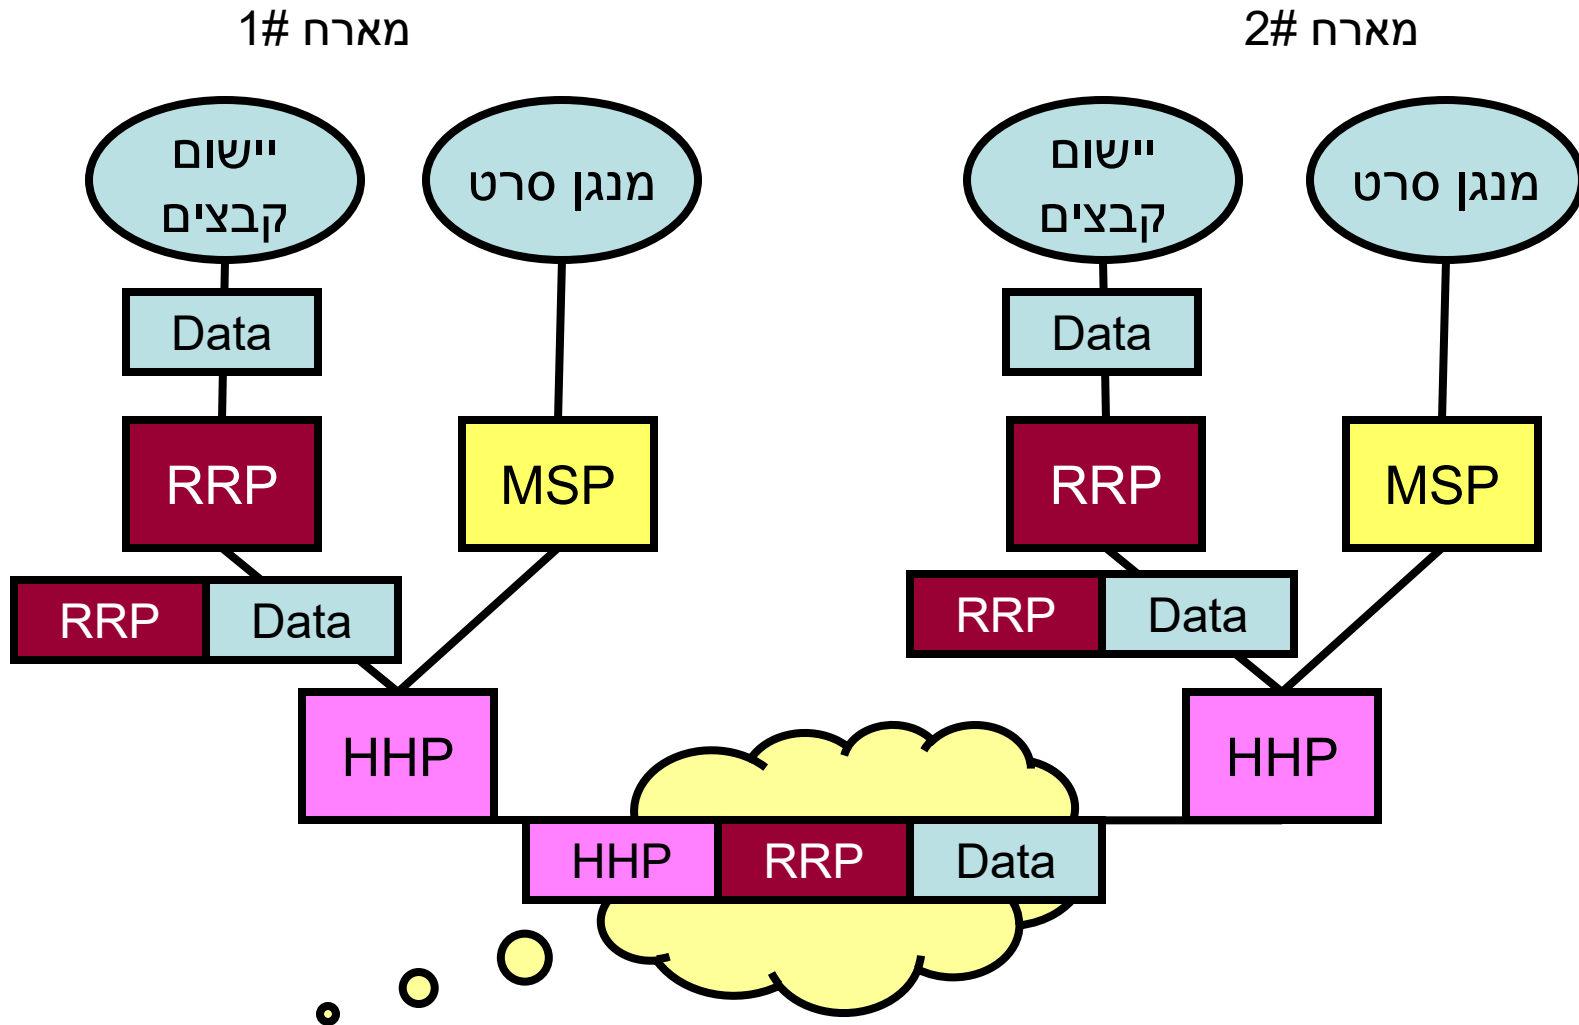 מארח #1
מארח #2
יישום
קבצים
מנגן סרט
יישום
קבצים
מנגן סרט
Data
Data
RRP
MSP
RRP
MSP
RRP Data
RRP Data
HHP
HHP
HHP RRP Data